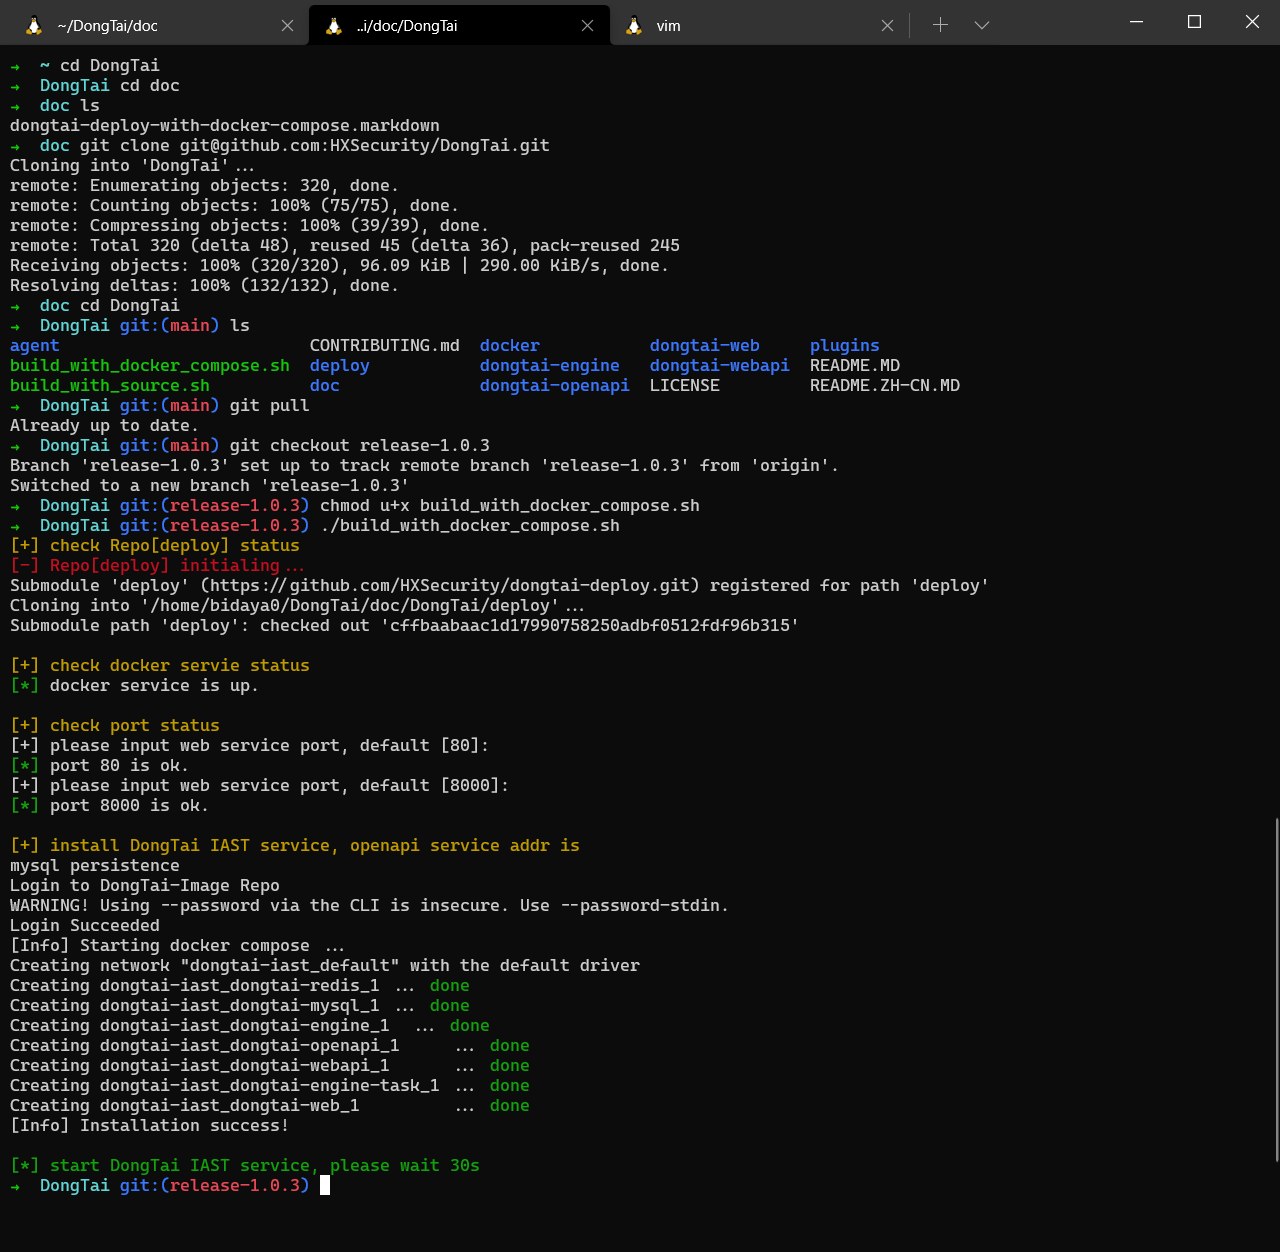 ~/DongTai/doc
..i/doc/DongTai
vim
→ ~ cd DongTai
→ DongTai cd doc
→ doc ls
dongtai-deploy-with-docker-compose.markdown
→ doc git clone git@github.com:HXSecurity/DongTai.git
Cloning into 'DongTai'...
remote: Enumerating objects: 320, done.
remote: Counting objects: 100% (75/75), done.
remote: Compressing objects: 100% (39/39), done.
remote: Total 320 (delta 48), reused 45 (delta 36), pack-reused 245
Receiving objects: 100% (320/320), 96.09 KiB | 290.00 KiB/s, done.
Resolving deltas: 100% (132/132), done.
→ doc cd DongTai
→ DongTai git:(main) ls
agent CONTRIBUTING.md docker dongtai-web plugins
build_with_docker_compose.sh deploy dongtai-engine dongtai-webapi README.MD
build_with_source.sh doc dongtai-openapi LICENSE README.ZH-CN.MD
→ DongTai git:(main) git pull
Already up to date.
→ DongTai git:(main) git checkout release-1.0.3
Branch 'release-1.0.3' set up to track remote branch 'release-1.0.3' from 'origin'.
Switched to a new branch 'release-1.0.3'
→ DongTai git:(release-1.0.3) chmod u+x build_with_docker_compose.sh
→ DongTai git:(release-1.0.3) ./build_with_docker_compose.sh
[+] check Repo[deploy] status
[-] Repo[deploy] initialing...
Submodule 'deploy' (https://github.com/HXSecurity/dongtai-deploy.git) registered for path 'deploy'
Cloning into '/home/bidaya0/DongTai/doc/DongTai/deploy'...
Submodule path 'deploy': checked out 'cffbaabaac1d17990758250adbf0512fdf96b315'
[+] check docker servie status
[*] docker service is up.
[+] check port status
[+] please input web service port, default [80]:
[*] port 80 is ok.
[+] please input web service port, default [8000]:
[*] port 8000 is ok.
[+] install DongTai IAST service, openapi service addr is
mysql persistence
Login to DongTai-Image Repo
WARNING! Using --password via the CLI is insecure. Use --password-stdin.
Login Succeeded
[Info] Starting docker compose ...
Creating network "dongtai-iast_default" with the default driver
Creating dongtai-iast_dongtai-redis_1 ... done
Creating dongtai-iast_dongtai-mysql_1 ... done
Creating dongtai-iast_dongtai-engine_1 ... done
Creating dongtai-iast_dongtai-openapi_1 ... done
Creating dongtai-iast_dongtai-webapi_1 ... done
Creating dongtai-iast_dongtai-engine-task_1 ... done
Creating dongtai-iast_dongtai-web_1 ... done
[Info] Installation success!
[*] start DongTai IAST service, please wait 30s
→ DongTai git:(release-1.0.3)